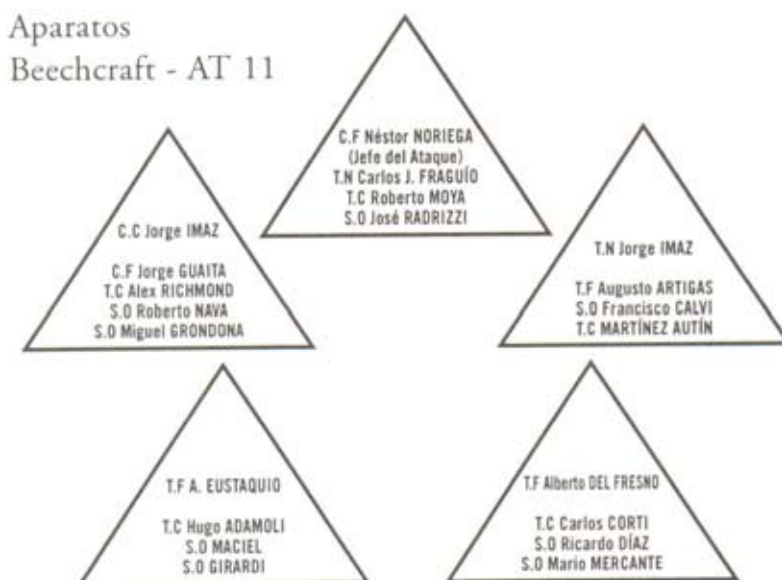 Aparatos
Beechcraft - AT 11
C.F Néstor NORIEGA
(Jefe del Ataque)
T.N Carlos J. FRAGUÍO
T.C Roberto MOYA
S.O José RADRIZZI
C.C Jorge IMAZ
C.F Jorge GUAITA
T.C Alex RICHMOND
S.O Roberto NAVA
S.O Miguel GRONDONA
T.N Jorge IMAZ
T.F Augusto ARTIGAS
S.O Francisco CALVI
T.C MARTÍNEZ AUTÍN
T.F A. EUSTAQUIO
T.C Hugo ADAMOLI
S.O MACIEL
S.O GIRARDI
T.F Alberto DEL FRESNO
T.C Carlos CORTI
S.O Ricardo DÍAZ
S.O Mario MERCANTE